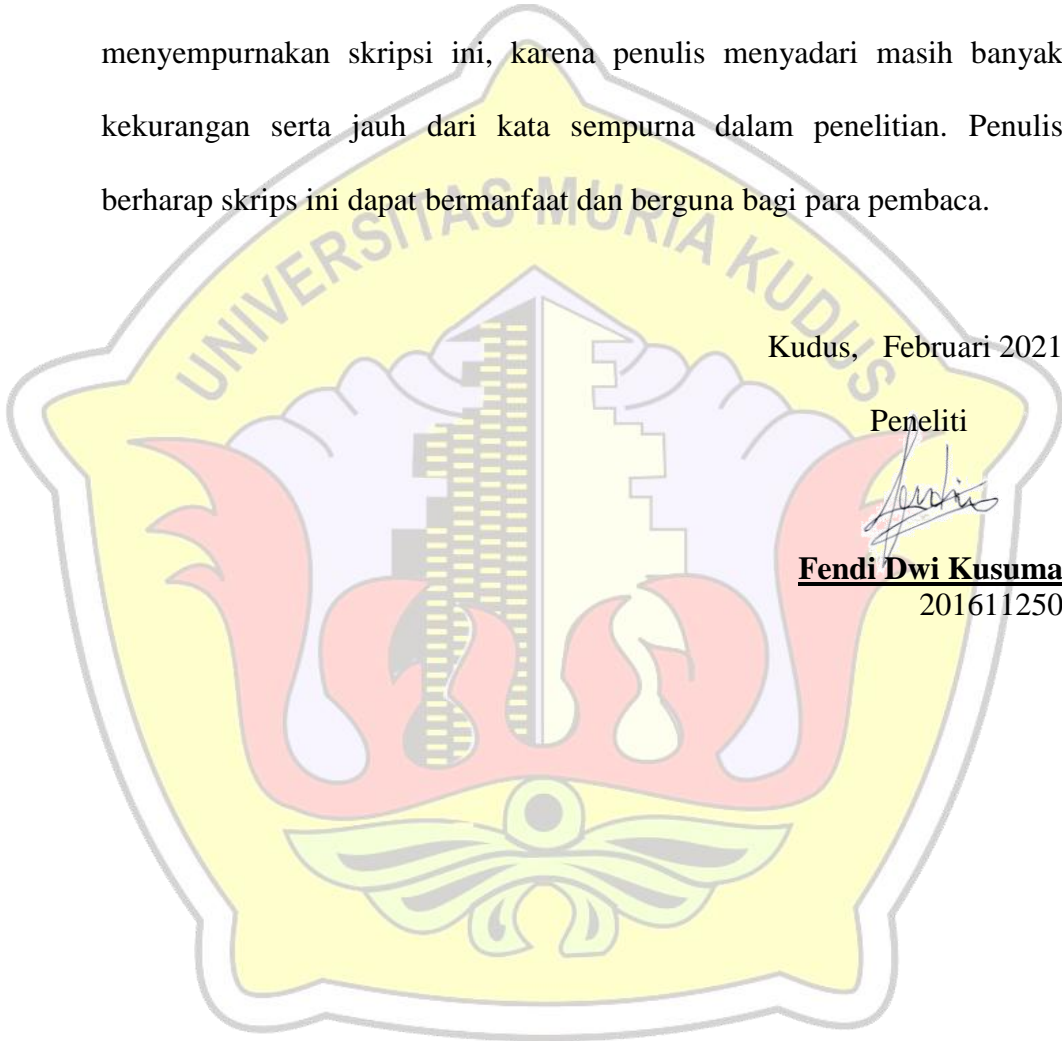 menyempurnakan skripsi ini, karena penulis menyadari masih banyak
kekurangan serta jauh dari kata sempurna dalam penelitian. Penulis
berharap skrips ini dapat bermanfaat dan berguna bagi para pembaca.
UNIVERSITAS MURIA KUDUS
Kudus, Februari 2021
Peneliti
Fendi Dwi Kusuma
201611250